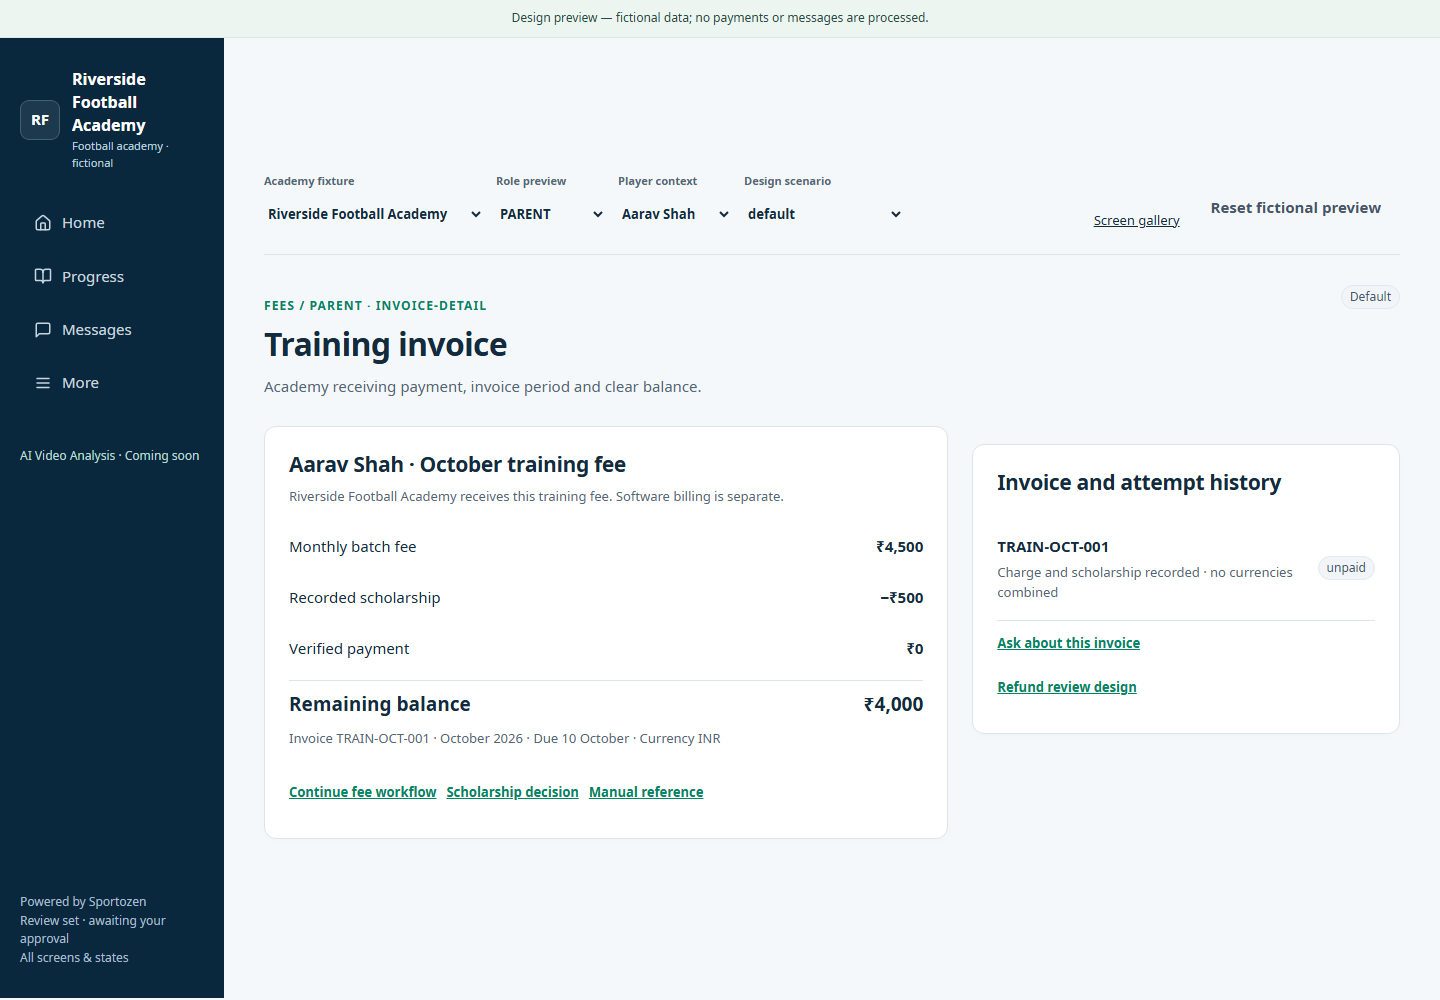 Design preview — fictional data; no payments or messages are processed.
RF
Riverside
Football
Academy
Football academy ·
fictional
Home
Progress
Messages
More
AI Video Analysis · Coming soon
Powered by Sportozen
Review set · awaiting your
approval
All screens & states
Academy fixture
Riverside Football Academy
Role preview
PARENT
Player context
Aarav Shah
Design scenario
default
Screen gallery
Reset fictional preview
FEES / PARENT · INVOICE-DETAIL
Default
Training invoice
Academy receiving payment, invoice period and clear balance.
Aarav Shah · October training fee
Riverside Football Academy receives this training fee. Software billing is separate.
Monthly batch fee ₹4,500
Recorded scholarship −₹500
Verified payment ₹0
Remaining balance ₹4,000
Invoice TRAIN-OCT-001 · October 2026 · Due 10 October · Currency INR
Continue fee workflow Scholarship decision Manual reference
Invoice and attempt history
TRAIN-OCT-001
Charge and scholarship recorded · no currencies
combined
unpaid
Ask about this invoice
Refund review design